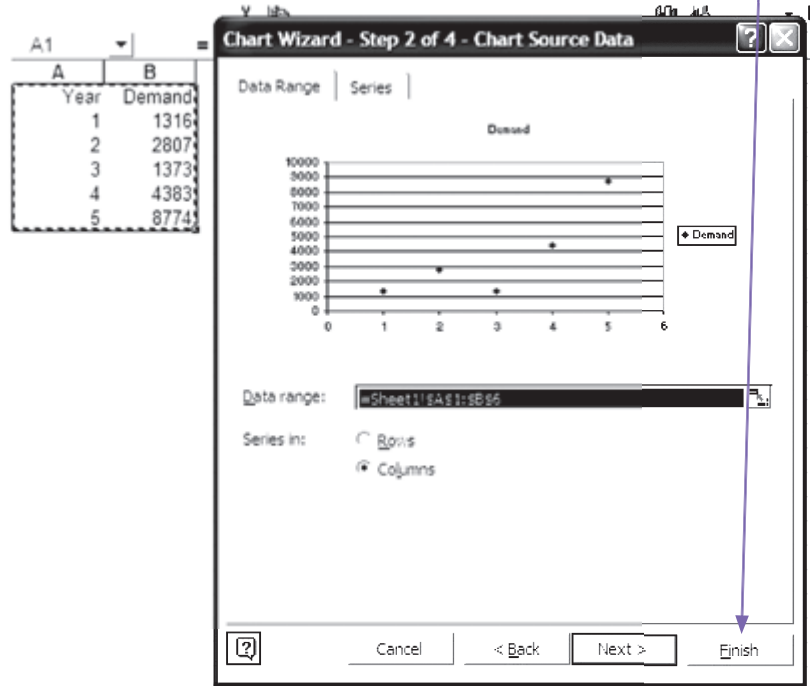 A1 =
A B
Year Demand
1 1316
2 2807
3 1373
4 4383
5 8774
Chart Wizard - Step 2 of 4 - Chart Source Data ? X
Data Range Series
Demand
10000
9000
8000
7000
6000
5000
4000
3000
2000
1000
0
0 1 2 3 4 5 6
Demand
Data range: =Sheet1!$A$1:$B$6
Series in: Rows
Columns
? Cancel < Back Next > Finish